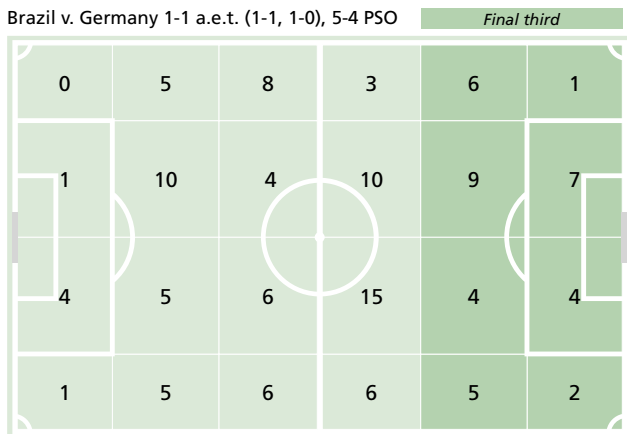 Brazil v. Germany 1-1 a.e.t. (1-1, 1-0), 5-4 PSO Final third
0 5 8 3 6 1
1 10 4 10 9 7
4 5 6 15 4 4
1 5 6 6 5 2